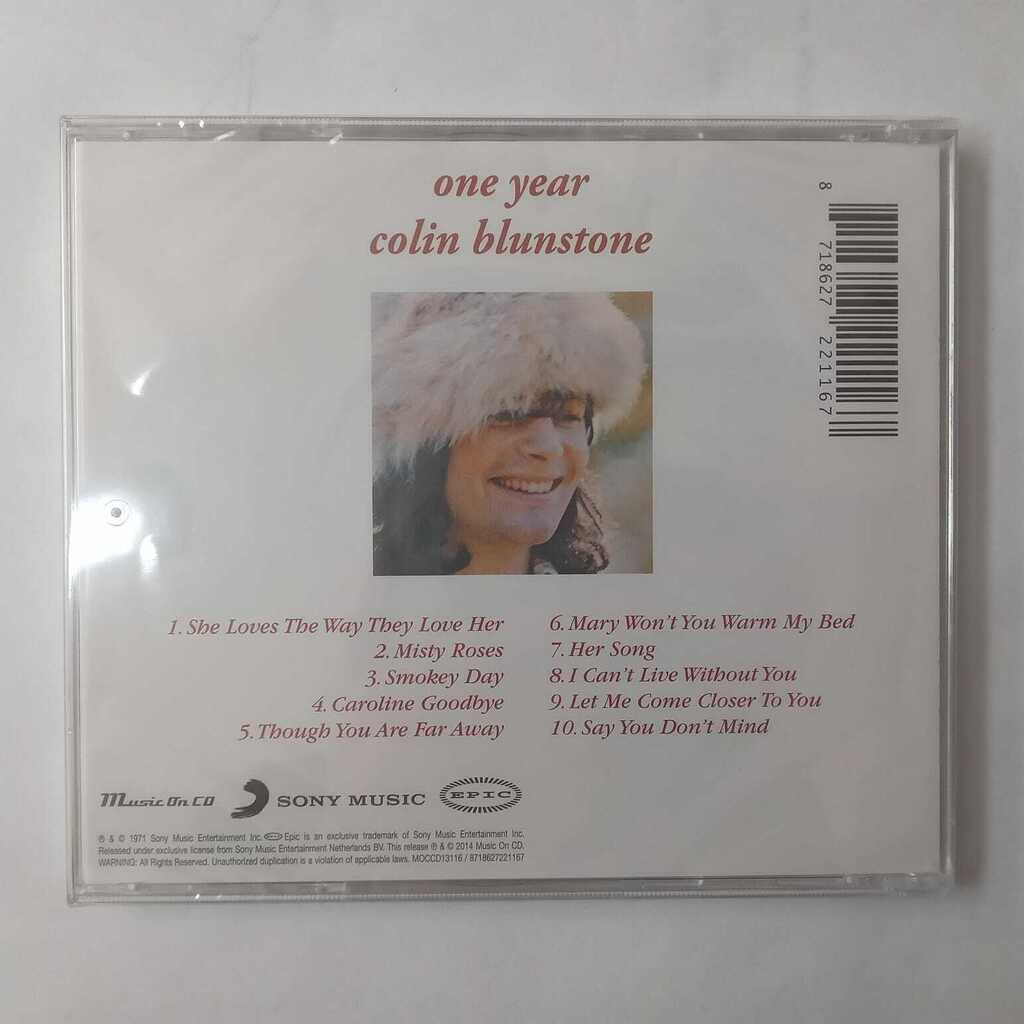 one year
colin blunstone
8 718627 221167
1. She Loves The Way They Love Her
2. Misty Roses
3. Smokey Day
4. Caroline Goodbye
5. Though You Are Far Away
6. Mary Won't You Warm My Bed
7. Her Song
8. I Can't Live Without You
9. Let Me Come Closer To You
10. Say You Don't Mind
Music On CD
SONY MUSIC
EPIC
℗ & © 1971 Sony Music Entertainment Inc. Epic is an exclusive trademark of Sony Music Entertainment Inc.
Released under exclusive license from Sony Music Entertainment Netherlands BV. This release ℗ & © 2014 Music On CD.
WARNING: All Rights Reserved. Unauthorized duplication is a violation of applicable laws. MOCCD13116 / 8718627221167